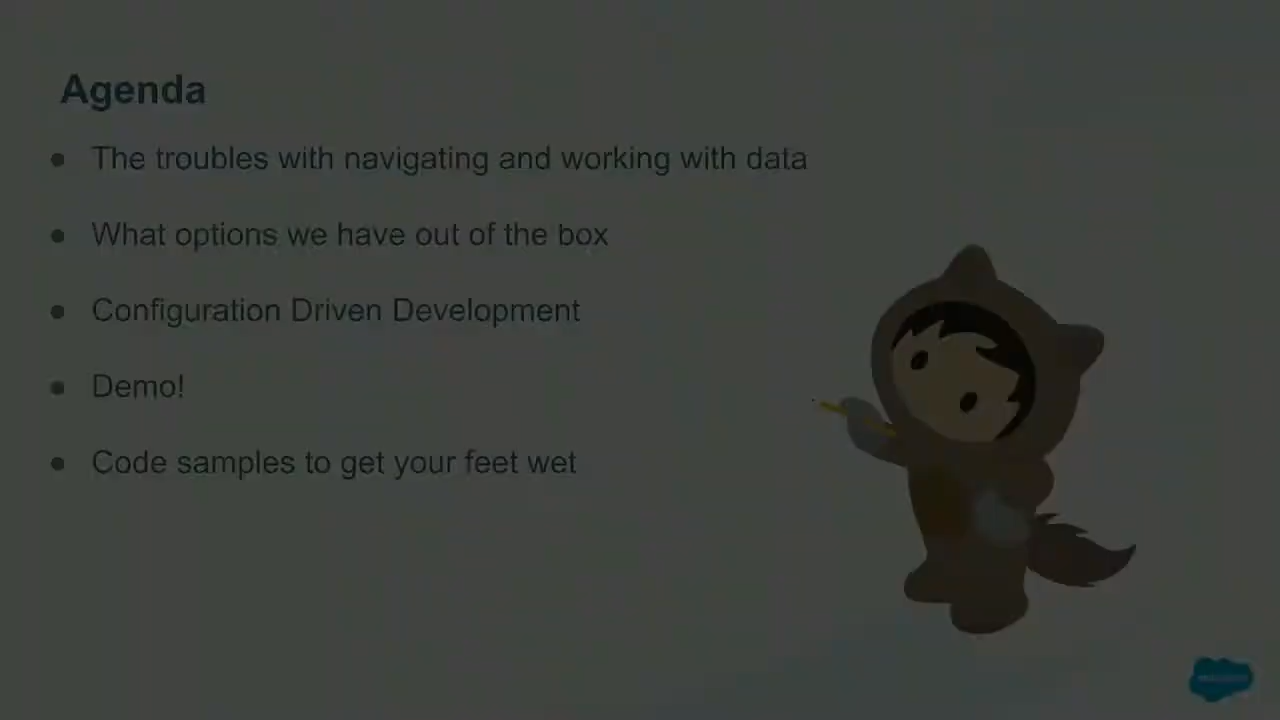 Agenda
● The troubles with navigating and working with data
● What options we have out of the box
● Configuration Driven Development
● Demo!
● Code samples to get your feet wet